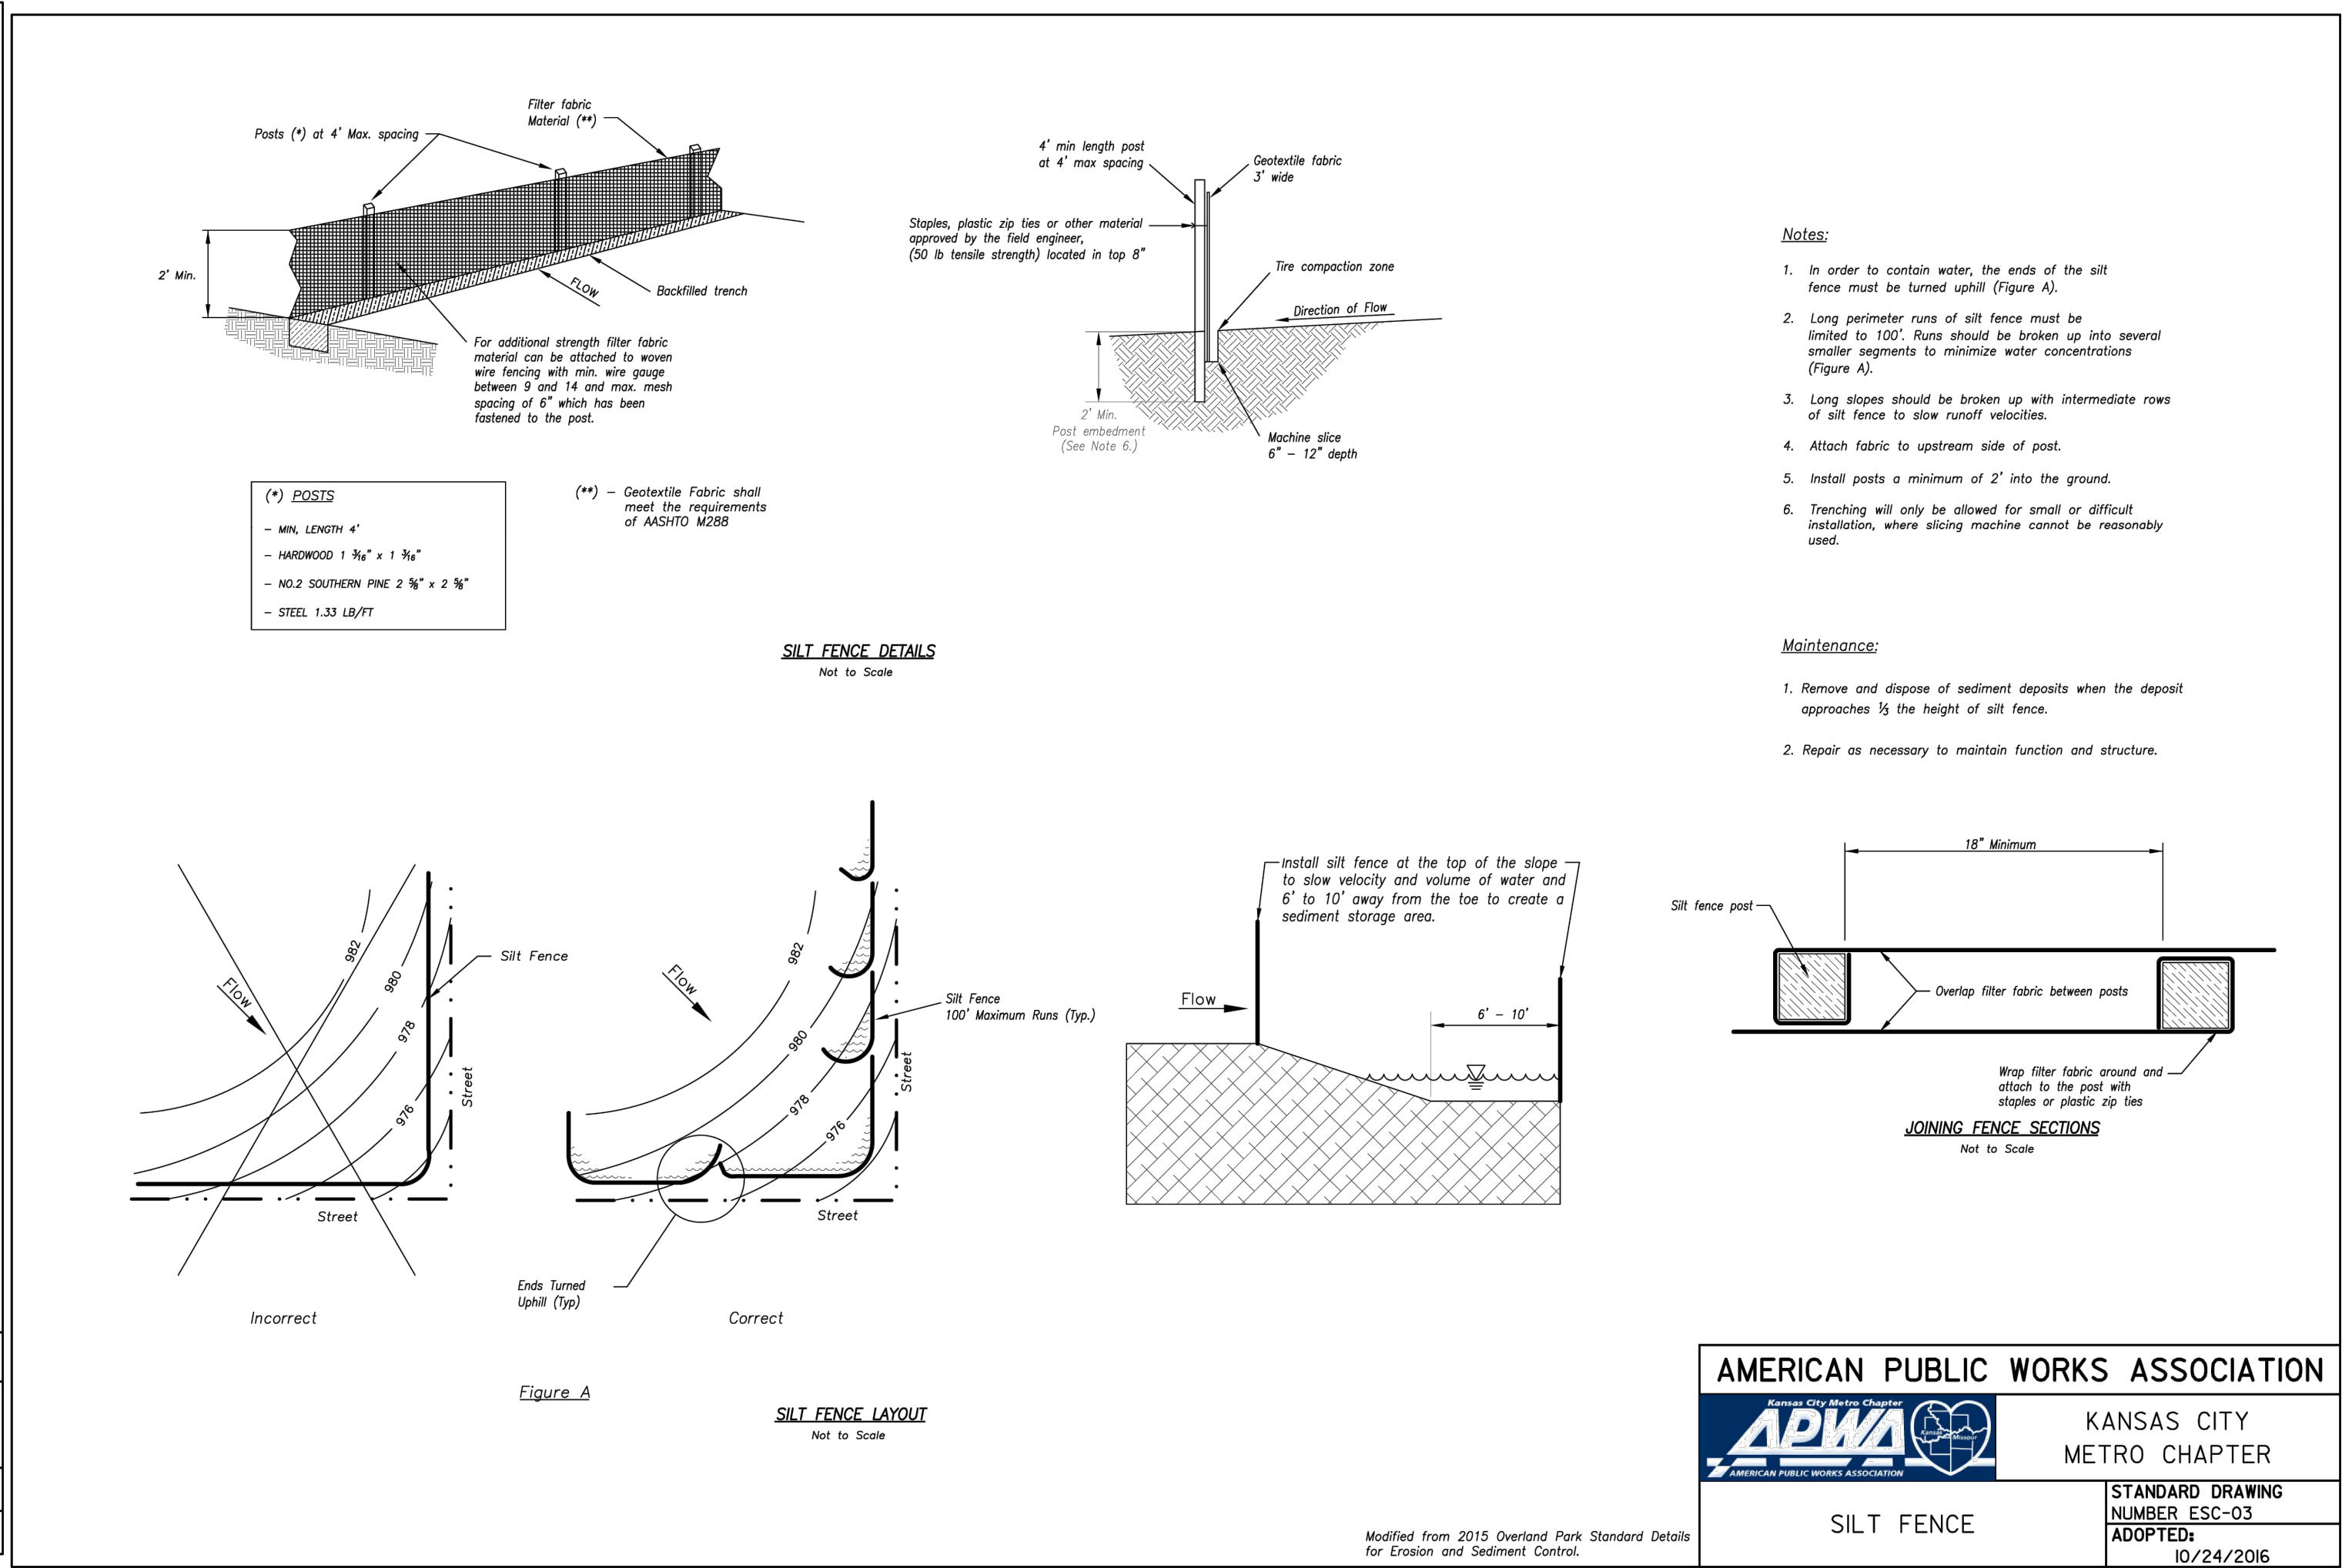 Filter fabric
Material (**)
Posts (*) at 4' Max. spacing
2' Min.
FLOW
Backfilled trench
For additional strength filter fabric
material can be attached to woven
wire fencing with min. wire gauge
between 9 and 14 and max. mesh
spacing of 6" which has been
fastened to the post.
4' min length post
at 4' max spacing
Geotextile fabric
3' wide
Staples, plastic zip ties or other material
approved by the field engineer,
(50 lb tensile strength) located in top 8"
Tire compaction zone
Direction of Flow
2' Min.
Post embedment
(See Note 6.)
Machine slice
6" – 12" depth
(*) POSTS
– MIN, LENGTH 4'
– HARDWOOD 1 3/16" x 1 3/16"
– NO.2 SOUTHERN PINE 2 5/8" x 2 5/8"
– STEEL 1.33 LB/FT
(**) – Geotextile Fabric shall
meet the requirements
of AASHTO M288
SILT FENCE DETAILS
Not to Scale
Notes:
1. In order to contain water, the ends of the silt
fence must be turned uphill (Figure A).
2. Long perimeter runs of silt fence must be
limited to 100'. Runs should be broken up into several
smaller segments to minimize water concentrations
(Figure A).
3. Long slopes should be broken up with intermediate rows
of silt fence to slow runoff velocities.
4. Attach fabric to upstream side of post.
5. Install posts a minimum of 2' into the ground.
6. Trenching will only be allowed for small or difficult
installation, where slicing machine cannot be reasonably
used.
Maintenance:
1. Remove and dispose of sediment deposits when the deposit
approaches 1/3 the height of silt fence.
2. Repair as necessary to maintain function and structure.
982
980
978
976
Flow
Silt Fence
Street
Street
Incorrect
982
980
978
976
Flow
Silt Fence
100' Maximum Runs (Typ.)
Street
Street
Ends Turned
Uphill (Typ)
Correct
Figure A
SILT FENCE LAYOUT
Not to Scale
Install silt fence at the top of the slope
to slow velocity and volume of water and
6' to 10' away from the toe to create a
sediment storage area.
Flow
6' – 10'
18" Minimum
Silt fence post
Overlap filter fabric between posts
Wrap filter fabric around and
attach to the post with
staples or plastic zip ties
JOINING FENCE SECTIONS
Not to Scale
Modified from 2015 Overland Park Standard Details
for Erosion and Sediment Control.
AMERICAN PUBLIC WORKS ASSOCIATION
Kansas City Metro Chapter
APWA
Kansas
Missouri
AMERICAN PUBLIC WORKS ASSOCIATION
KANSAS CITY
METRO CHAPTER
SILT FENCE
STANDARD DRAWING
NUMBER ESC-03
ADOPTED:
10/24/2016